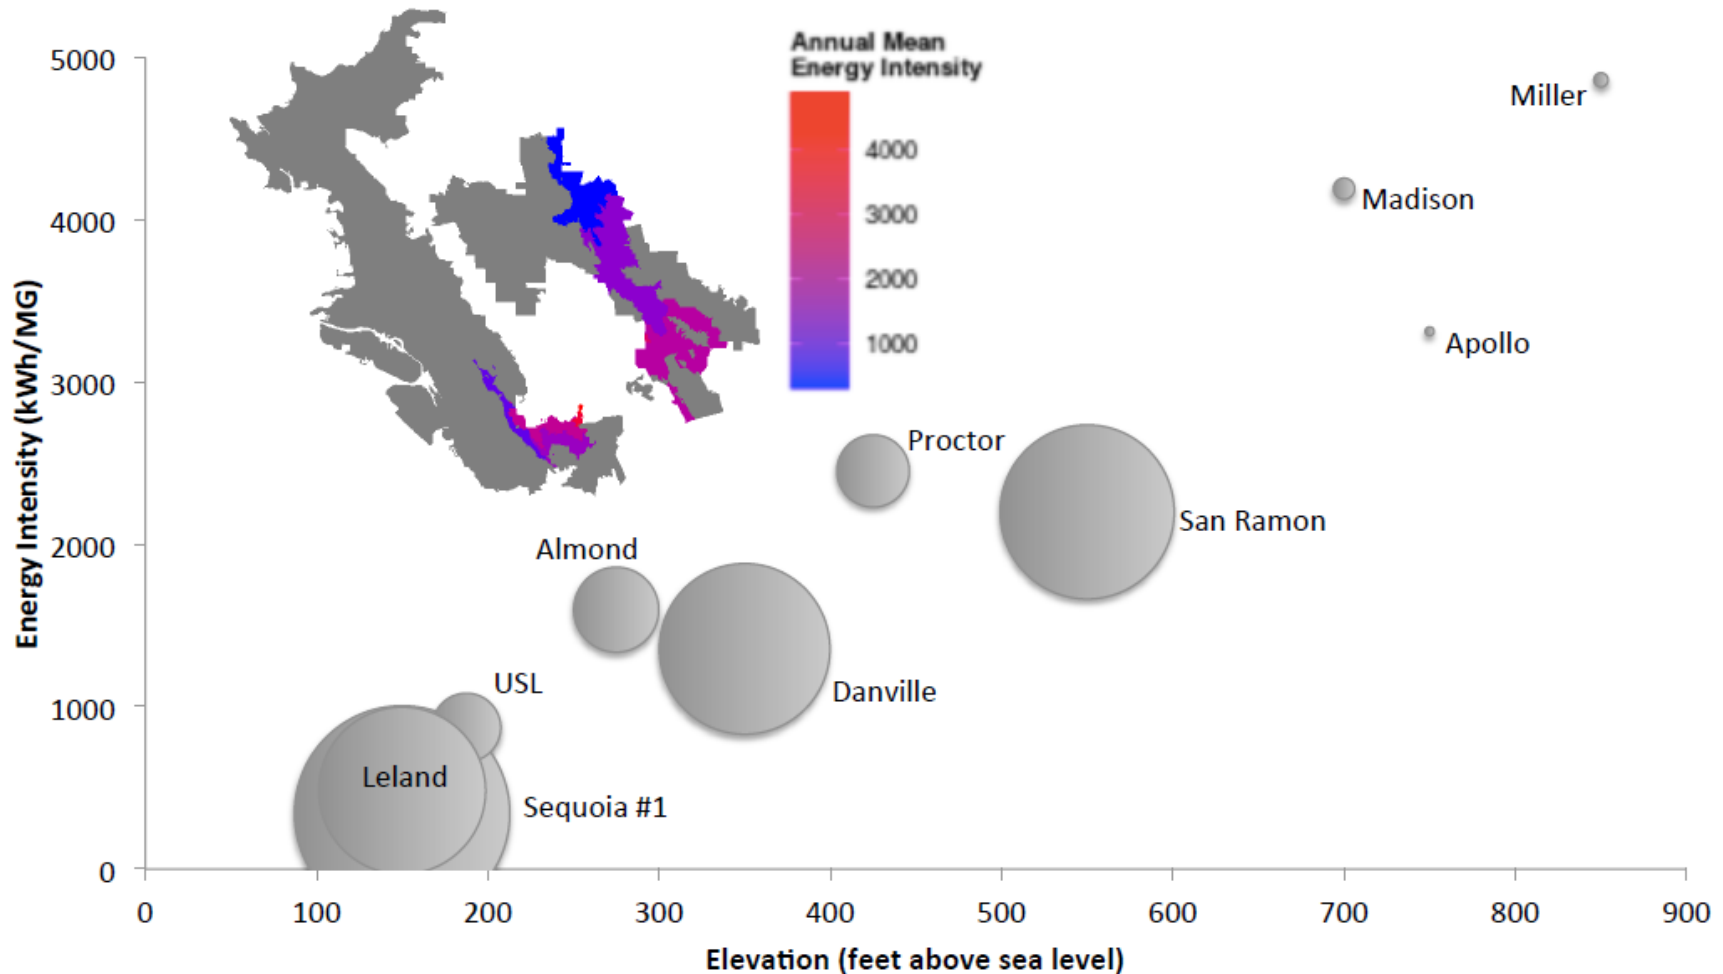 Annual Mean
Energy Intensity
4000
3000
2000
1000
5000
4000
3000
2000
1000
0
Energy Intensity (kWh/MG)
Miller
Madison
Apollo
Proctor
San Ramon
Almond
Danville
USL
Leland
Sequoia #1
0 100 200 300 400 500 600 700 800 900
Elevation (feet above sea level)